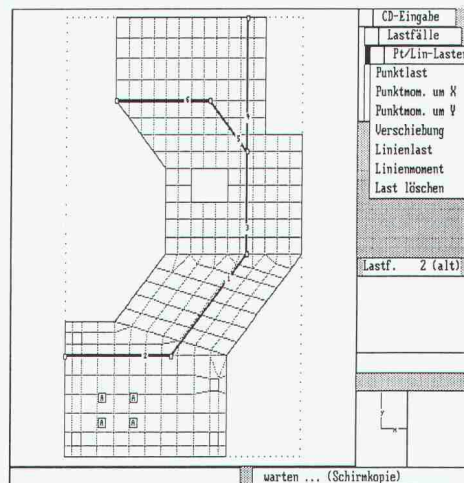 CD-Eingabe
Lastfälle
Pt/Lin-Lasten
Punktlast
Punktmom. um X
Punktmom. um Y
Verschiebung
Linienlast
Linienmoment
Last löschen
Lastf. 2 (alt)
A A
A A
y
x
warten ... (Schirmkopie)